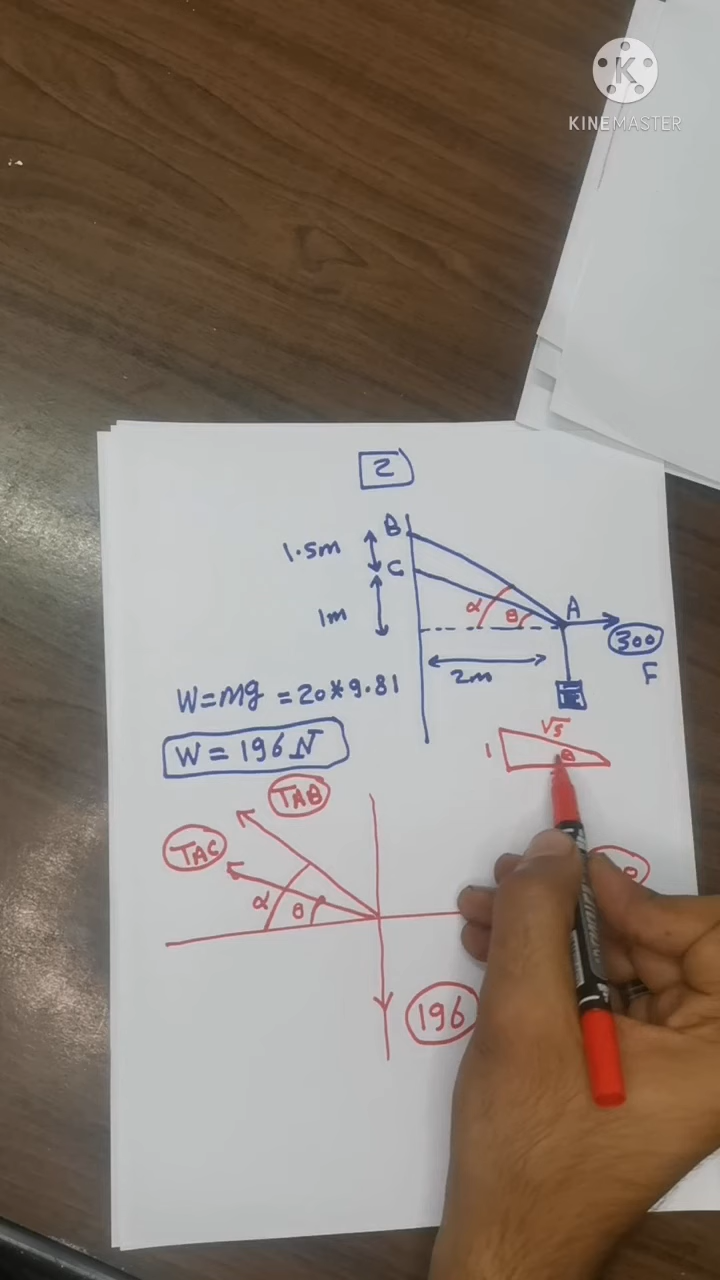 K
KINEMASTER
2
B
1.5m
C
1m
α
θ
A
300
F
2m
W=mg = 20*9.81
W = 196 N
√5
1
θ
TAB
TAC
α
θ
196